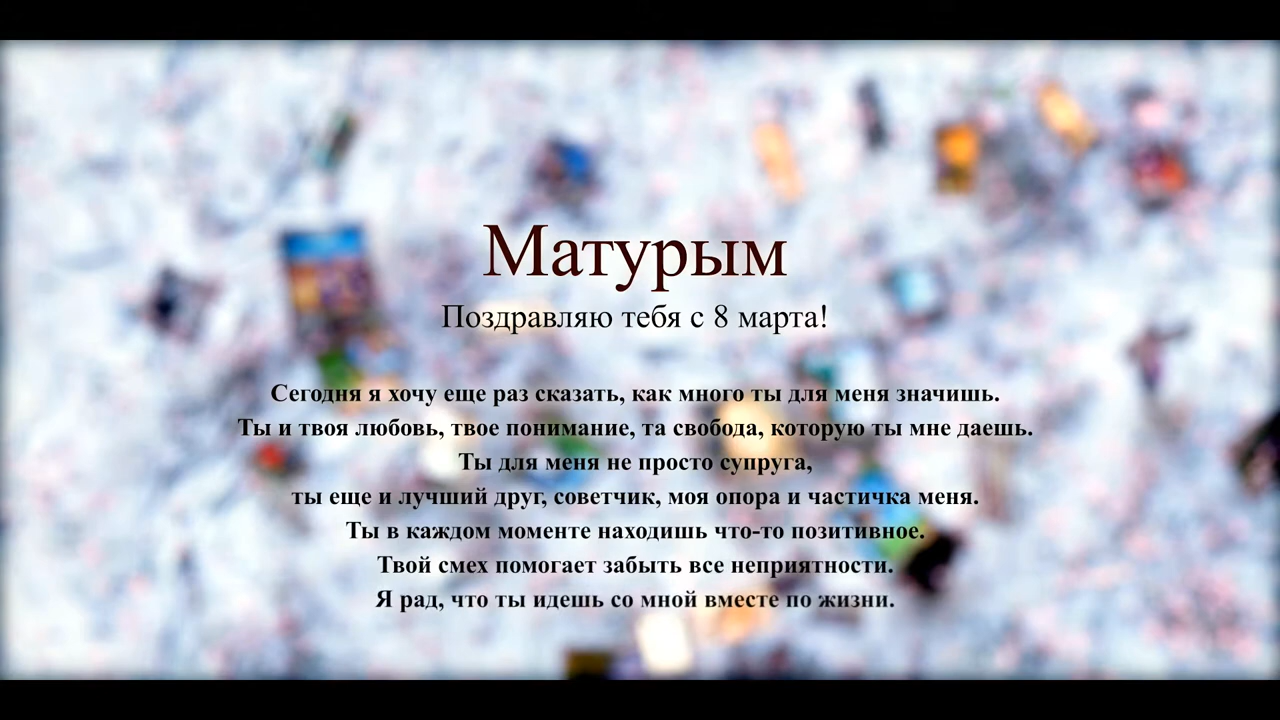 Матурым
Поздравляю тебя с 8 марта!
Сегодня я хочу еще раз сказать, как много ты для меня значишь.
Ты и твоя любовь, твое понимание, та свобода, которую ты мне даешь.
Ты для меня не просто супруга,
ты еще и лучший друг, советчик, моя опора и частичка меня.
Ты в каждом моменте находишь что-то позитивное.
Твой смех помогает забыть все неприятности.
Я рад, что ты идешь со мной вместе по жизни.